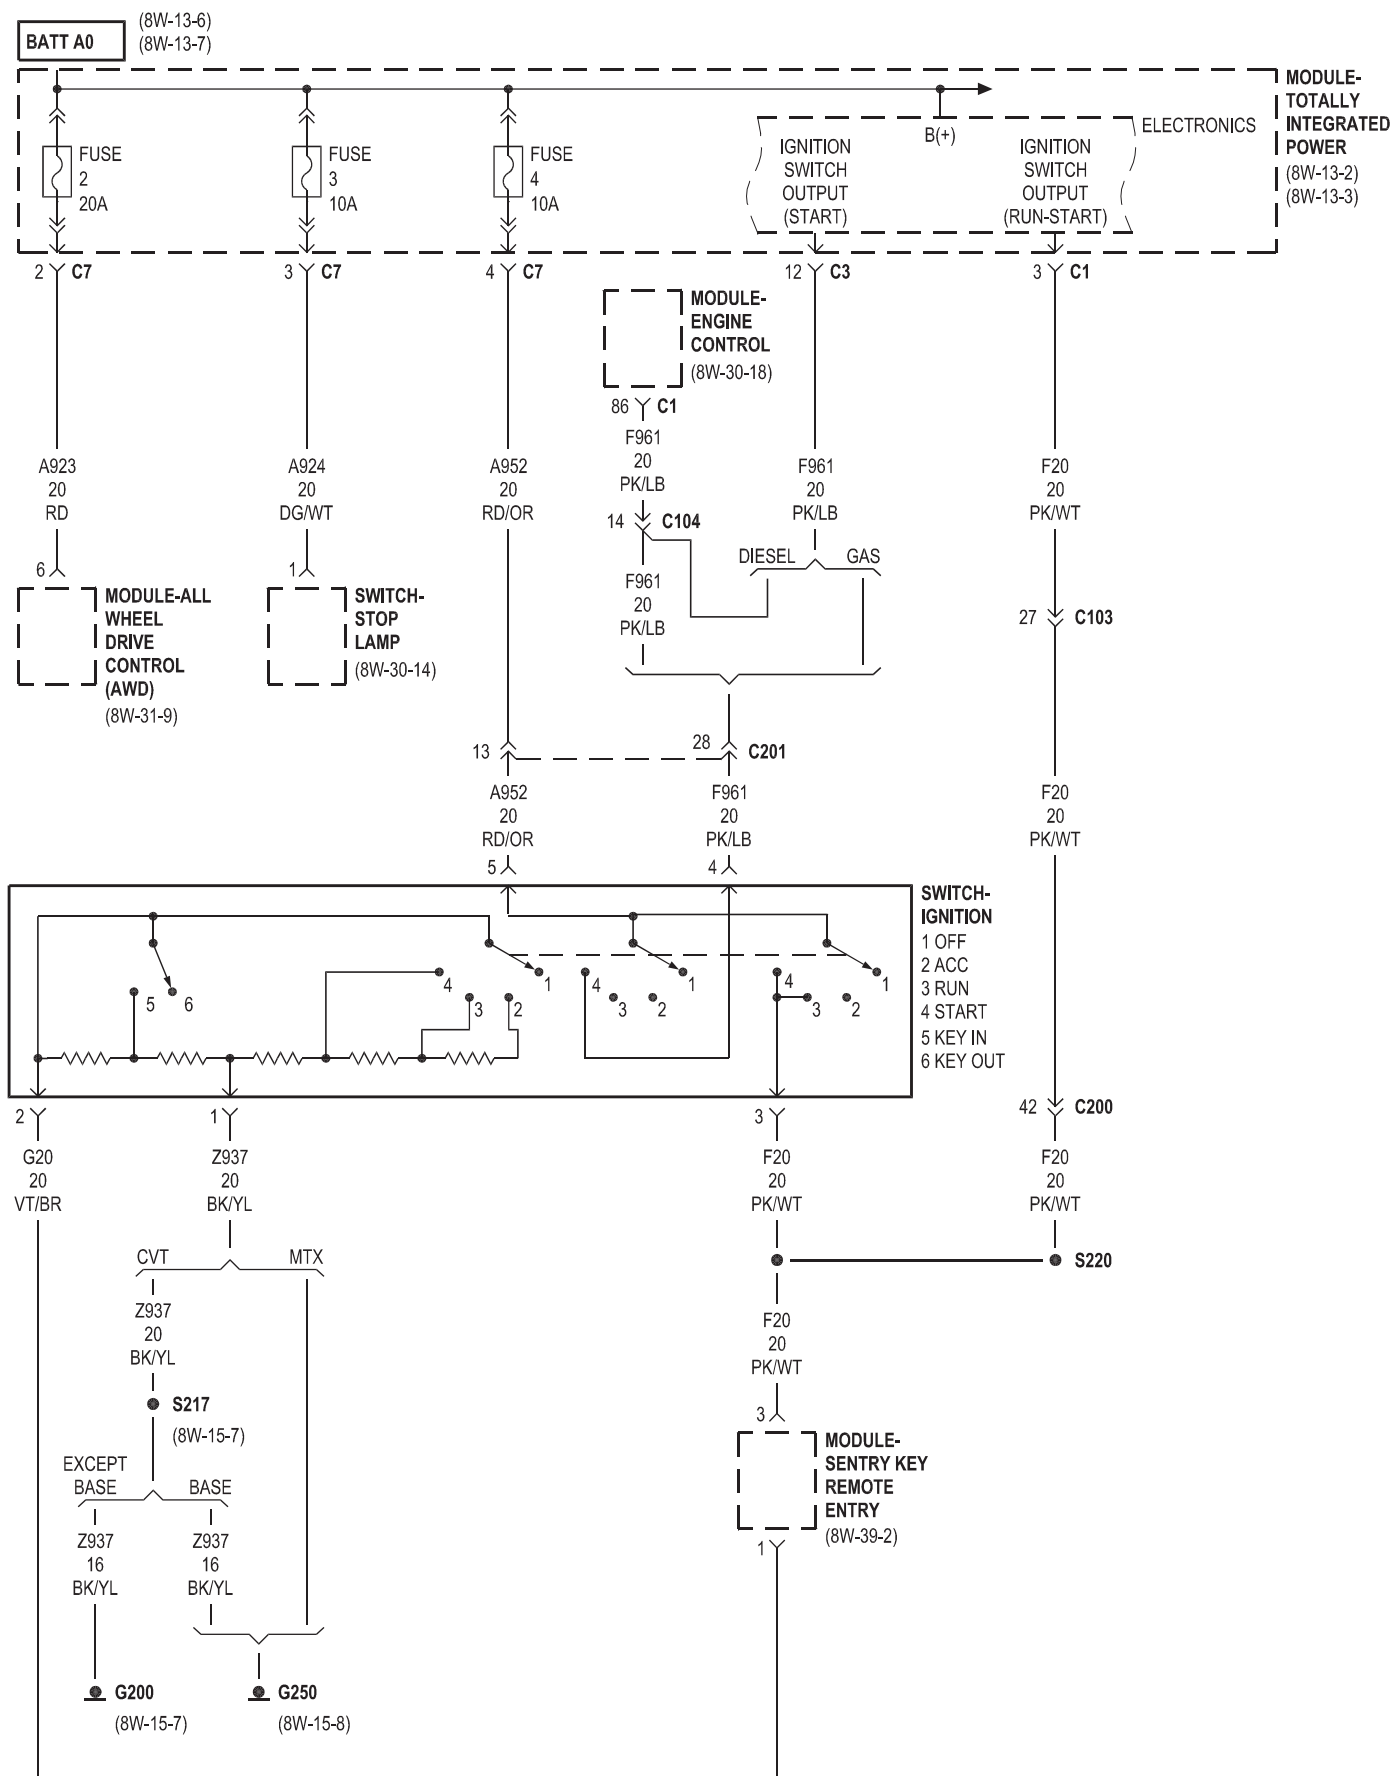 BATT A0
(8W-13-6)
(8W-13-7)
MODULE-
TOTALLY
INTEGRATED
POWER
(8W-13-2)
(8W-13-3)
FUSE
2
20A
FUSE
3
10A
FUSE
4
10A
IGNITION
SWITCH
OUTPUT
(START)
B(+)
IGNITION
SWITCH
OUTPUT
(RUN-START)
ELECTRONICS
2 C7
3 C7
4 C7
12 C3
3 C1
MODULE-
ENGINE
CONTROL
(8W-30-18)
86 C1
F961
20
PK/LB
A923
20
RD
A924
20
DG/WT
A952
20
RD/OR
F961
20
PK/LB
F20
20
PK/WT
14 C104
DIESEL GAS
F961
20
PK/LB
6
MODULE-ALL
WHEEL
DRIVE
CONTROL
(AWD)
(8W-31-9)
1
SWITCH-
STOP
LAMP
(8W-30-14)
27 C103
13
28 C201
A952
20
RD/OR
F961
20
PK/LB
F20
20
PK/WT
5
4
SWITCH-
IGNITION
1 OFF
2 ACC
3 RUN
4 START
5 KEY IN
6 KEY OUT
5 6
4 3 2 1
4 3 2 1
4 3 2 1
2
1
3
42 C200
G20
20
VT/BR
Z937
20
BK/YL
F20
20
PK/WT
F20
20
PK/WT
CVT MTX
S220
Z937
20
BK/YL
F20
20
PK/WT
S217
(8W-15-7)
3
MODULE-
SENTRY KEY
REMOTE
ENTRY
(8W-39-2)
1
EXCEPT
BASE BASE
Z937
16
BK/YL
Z937
16
BK/YL
G200
(8W-15-7)
G250
(8W-15-8)